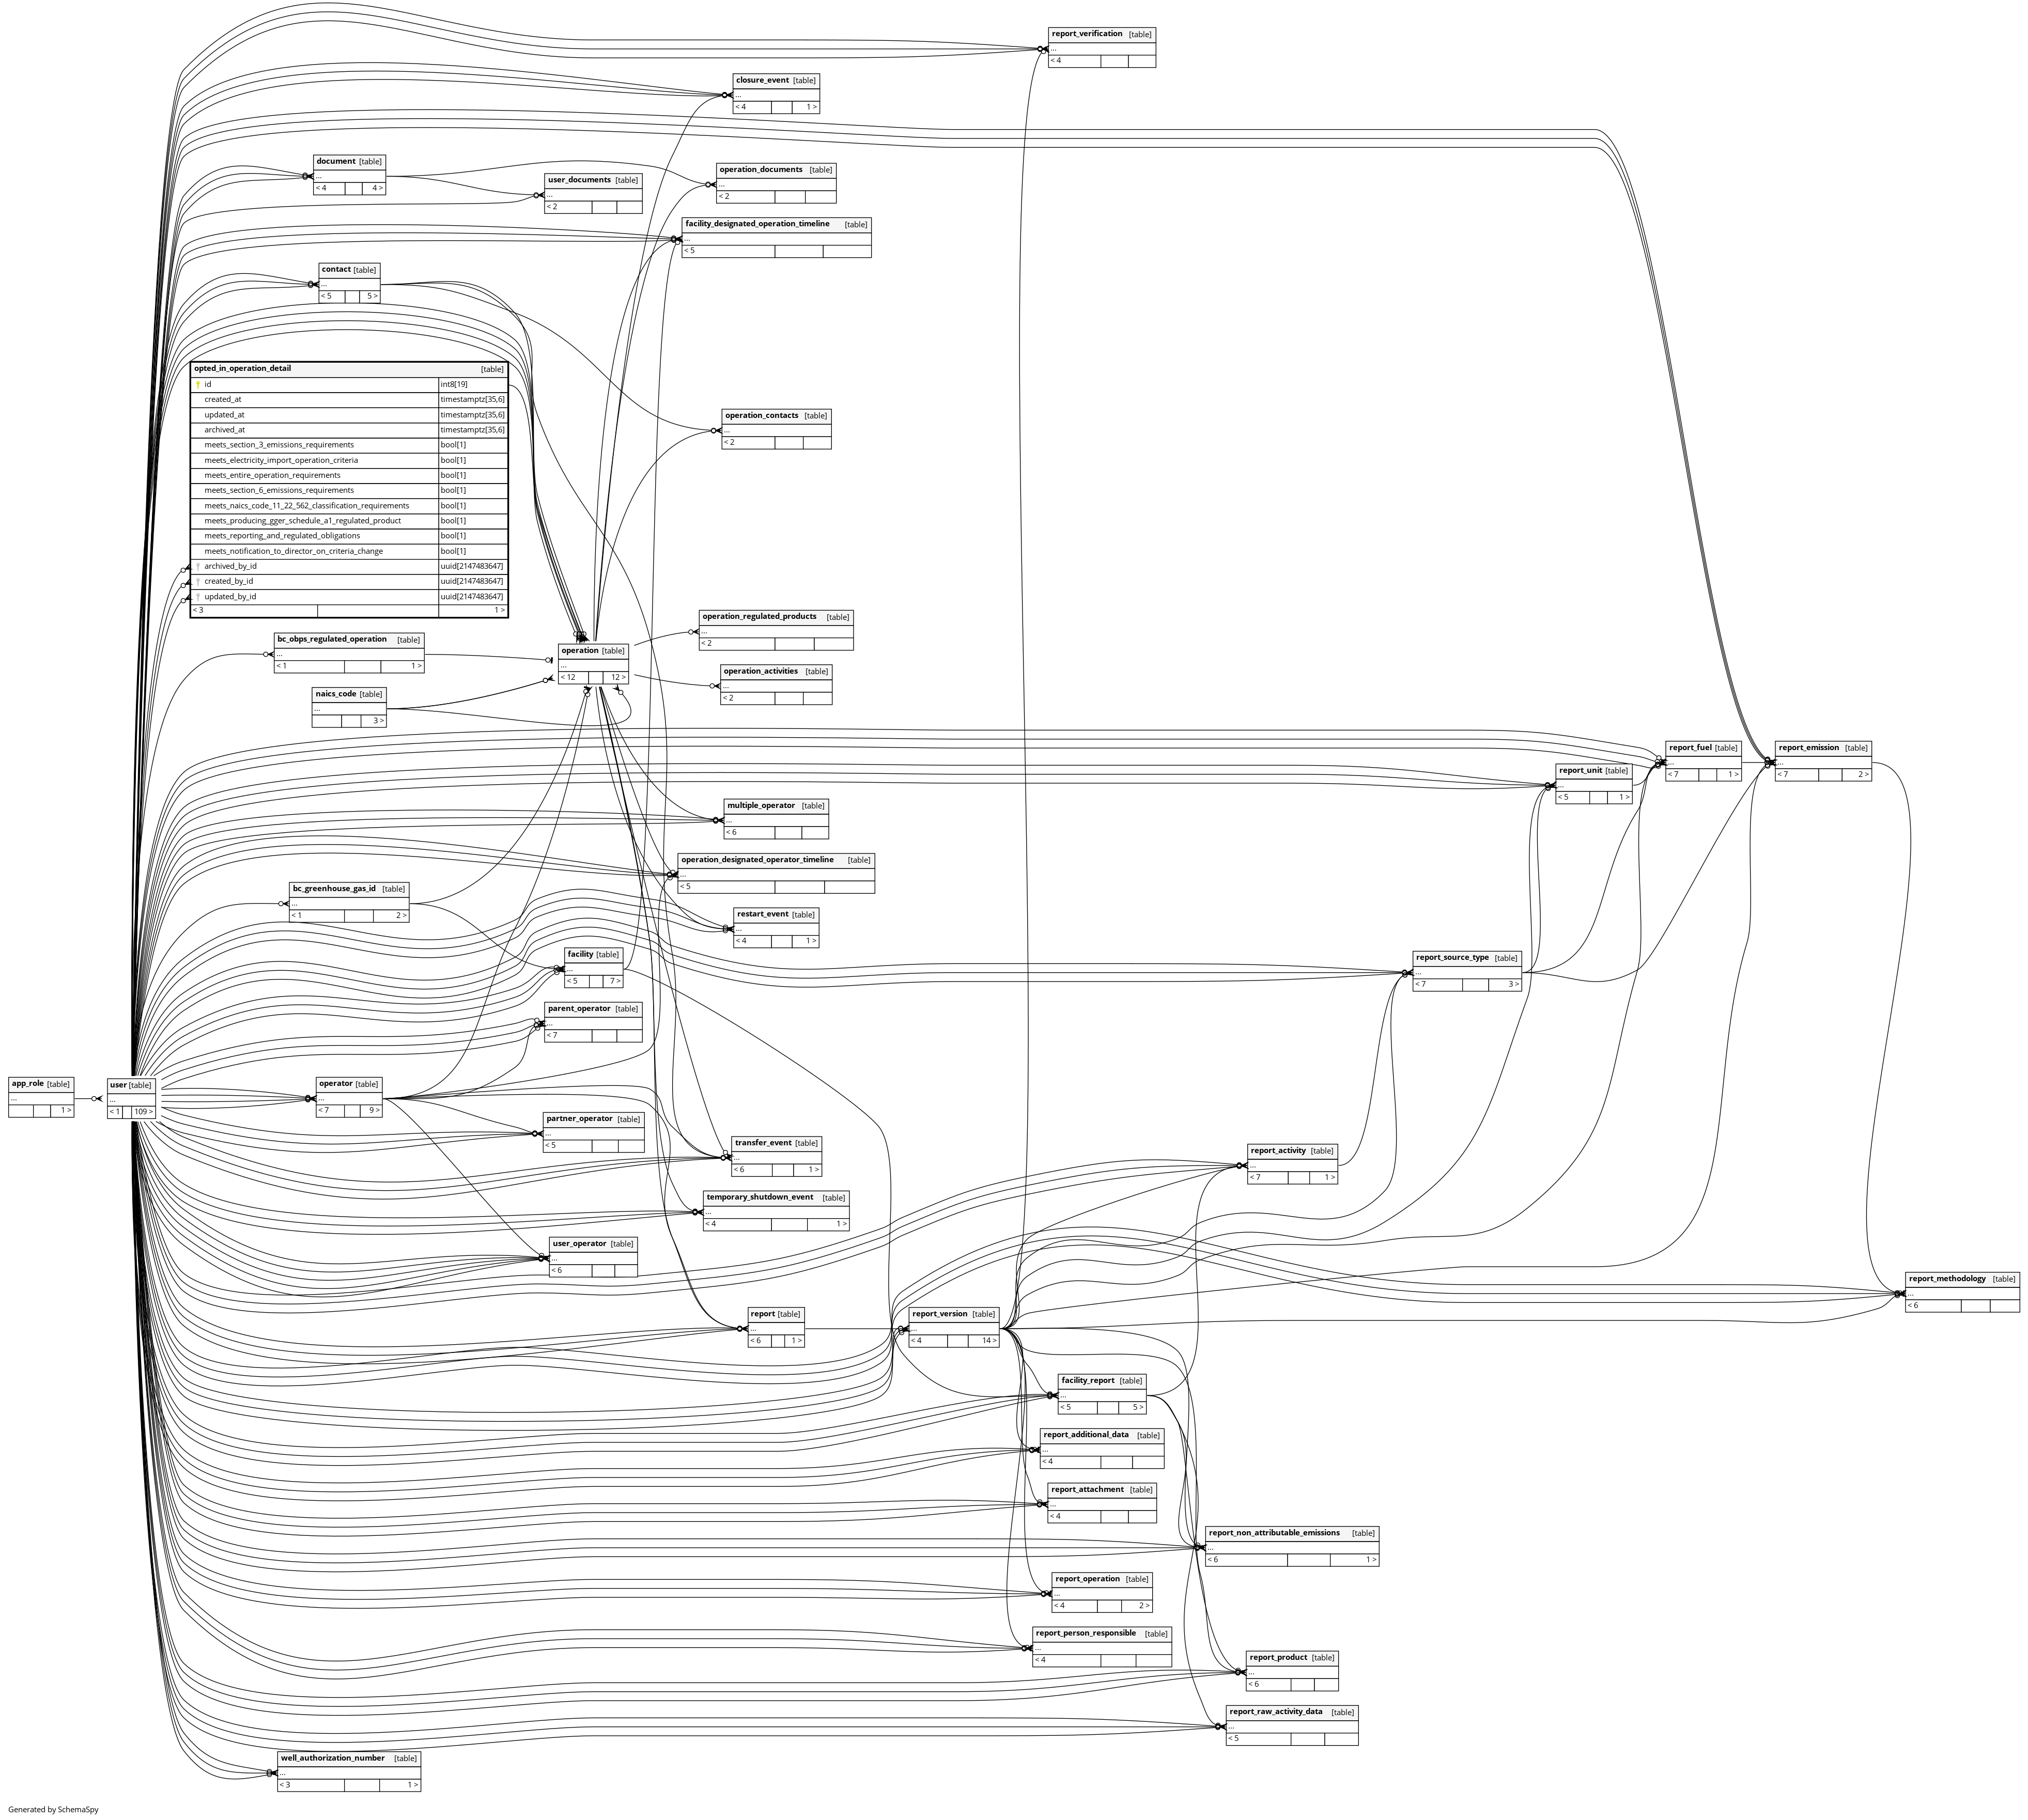 report_verification [table]
...
< 4
closure_event [table]
...
< 4 1 >
document [table]
...
< 4 4 >
user_documents [table]
...
< 2
operation_documents [table]
...
< 2
facility_designated_operation_timeline [table]
...
< 5
contact [table]
...
< 5 5 >
opted_in_operation_detail [table]
id int8[19]
created_at timestamptz[35,6]
updated_at timestamptz[35,6]
archived_at timestamptz[35,6]
meets_section_3_emissions_requirements bool[1]
meets_electricity_import_operation_criteria bool[1]
meets_entire_operation_requirements bool[1]
meets_section_6_emissions_requirements bool[1]
meets_naics_code_11_22_562_classification_requirements bool[1]
meets_producing_gger_schedule_a1_regulated_product bool[1]
meets_reporting_and_regulated_obligations bool[1]
meets_notification_to_director_on_criteria_change bool[1]
archived_by_id uuid[2147483647]
created_by_id uuid[2147483647]
updated_by_id uuid[2147483647]
< 3 1 >
operation_contacts [table]
...
< 2
operation_regulated_products [table]
...
< 2
bc_obps_regulated_operation [table]
...
< 1 1 >
operation [table]
...
< 12 12 >
operation_activities [table]
...
< 2
naics_code [table]
...
3 >
report_fuel [table]
...
< 7 1 >
report_emission [table]
...
< 7 2 >
report_unit [table]
...
< 5 1 >
multiple_operator [table]
...
< 6
operation_designated_operator_timeline [table]
...
< 5
bc_greenhouse_gas_id [table]
...
< 1 2 >
restart_event [table]
...
< 4 1 >
facility [table]
...
< 5 7 >
report_source_type [table]
...
< 7 3 >
parent_operator [table]
...
< 7
app_role [table]
...
1 >
user [table]
...
< 1 109 >
operator [table]
...
< 7 9 >
partner_operator [table]
...
< 5
transfer_event [table]
...
< 6 1 >
report_activity [table]
...
< 7 1 >
temporary_shutdown_event [table]
...
< 4 1 >
user_operator [table]
...
< 6
report_methodology [table]
...
< 6
report [table]
...
< 6 1 >
report_version [table]
...
< 4 14 >
facility_report [table]
...
< 5 5 >
report_additional_data [table]
...
< 4
report_attachment [table]
...
< 4
report_non_attributable_emissions [table]
...
< 6 1 >
report_operation [table]
...
< 4 2 >
report_person_responsible [table]
...
< 4
report_product [table]
...
< 6
report_raw_activity_data [table]
...
< 5
well_authorization_number [table]
...
< 3 1 >
Generated by SchemaSpy